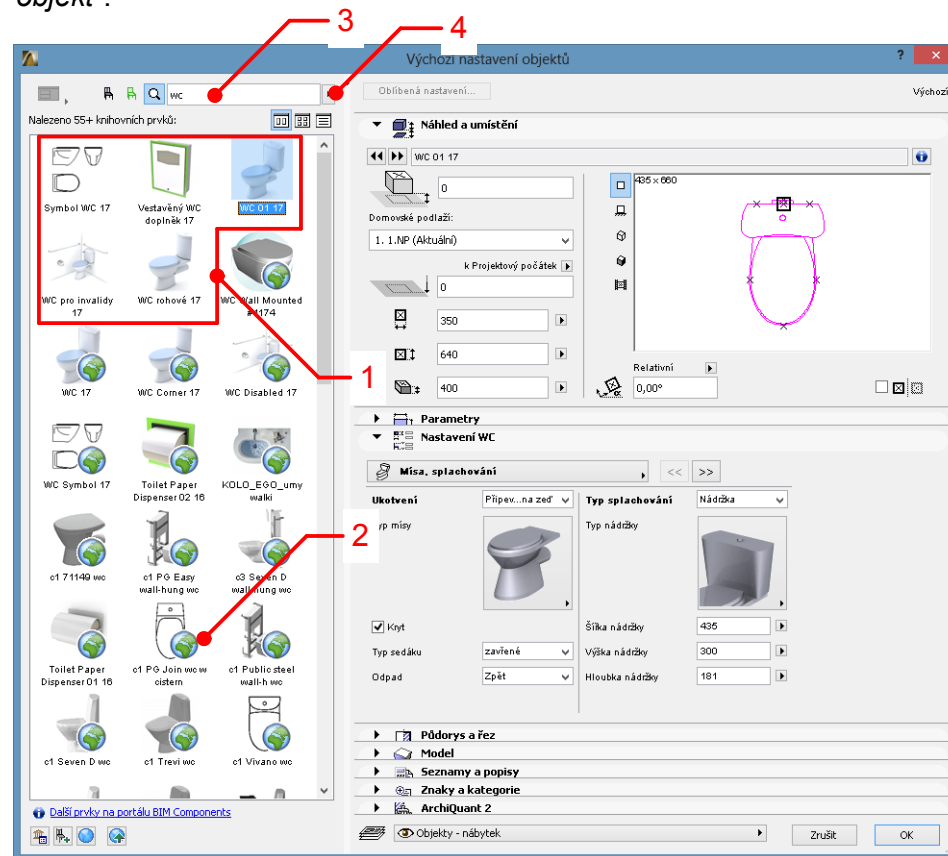 objekt“.
3
4
Výchozí nastavení objektů
?
wc
Oblíbená nastavení...
Výchozí
Nalezeno 55+ knihovních prvků:
Náhled a umístění
WC 01 17
Symbol WC 17
Vestavěný WC
doplněk 17
WC 01 17
WC pro invalidy
17
WC rohové 17
WC Wall Mounted
#1174
WC 17
WC Corner 17
WC Disabled 17
WC Symbol 17
Toilet Paper
Dispenser 02 16
KOLO_EGO_umy
walki
c1 71149 wc
c1 PG Easy
wall-hung wc
c3 Seven D
wall-hung wc
Toilet Paper
Dispenser 01 16
c1 PG Join wc w
cistern
c1 Public steel
wall-h wc
c1 Seven D wc
c1 Trevi wc
c1 Vivano wc
1
2
Další prvky na portálu BIM Components
0
Domovské podlaží:
1. 1.NP (Aktuální)
k Projektový počátek
0
350
640
400
435 x 660
Relativní
0,00°
Parametry
Nastavení WC
Mísa, splachování
<<
>>
Ukotvení
Připev...na zeď
Typ splachování
Nádržka
yp mísy
Typ nádržky
Kryt
Typ sedáku
zavřené
Odpad
Zpět
Šířka nádržky
435
Výška nádržky
300
Hloubka nádržky
181
Půdorys a řez
Model
Seznamy a popisy
Znaky a kategorie
ArchiQuant 2
Objekty - nábytek
Zrušit
OK